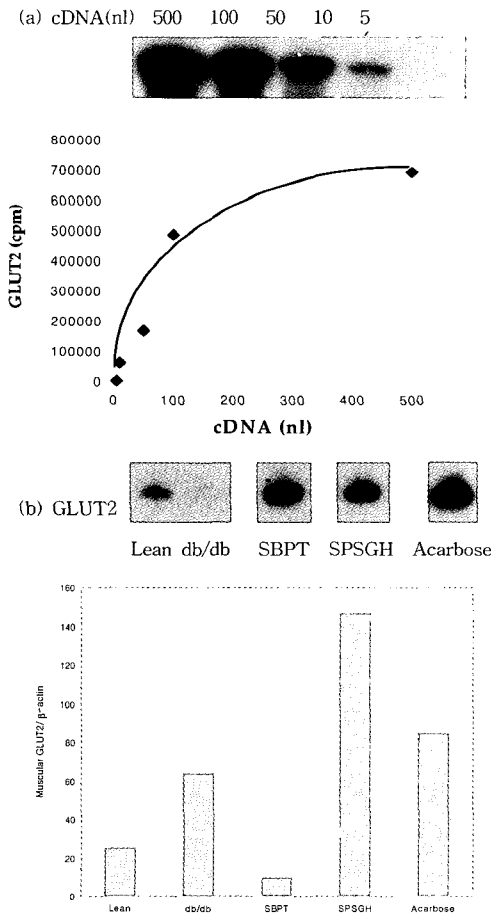 (a) cDNA(nl) 500 100 50 10 5
800000
700000
600000
500000
400000
300000
200000
100000
0
GLUT2 (cpm)
0 100 200 300 400 500
cDNA (nl)
(b) GLUT2
Lean db/db SBPT SPSGH Acarbose
160
140
120
100
80
60
40
20
0
Muscular GLUT2/ β-actin
Lean db/db SBPT SPSGH Acarbose